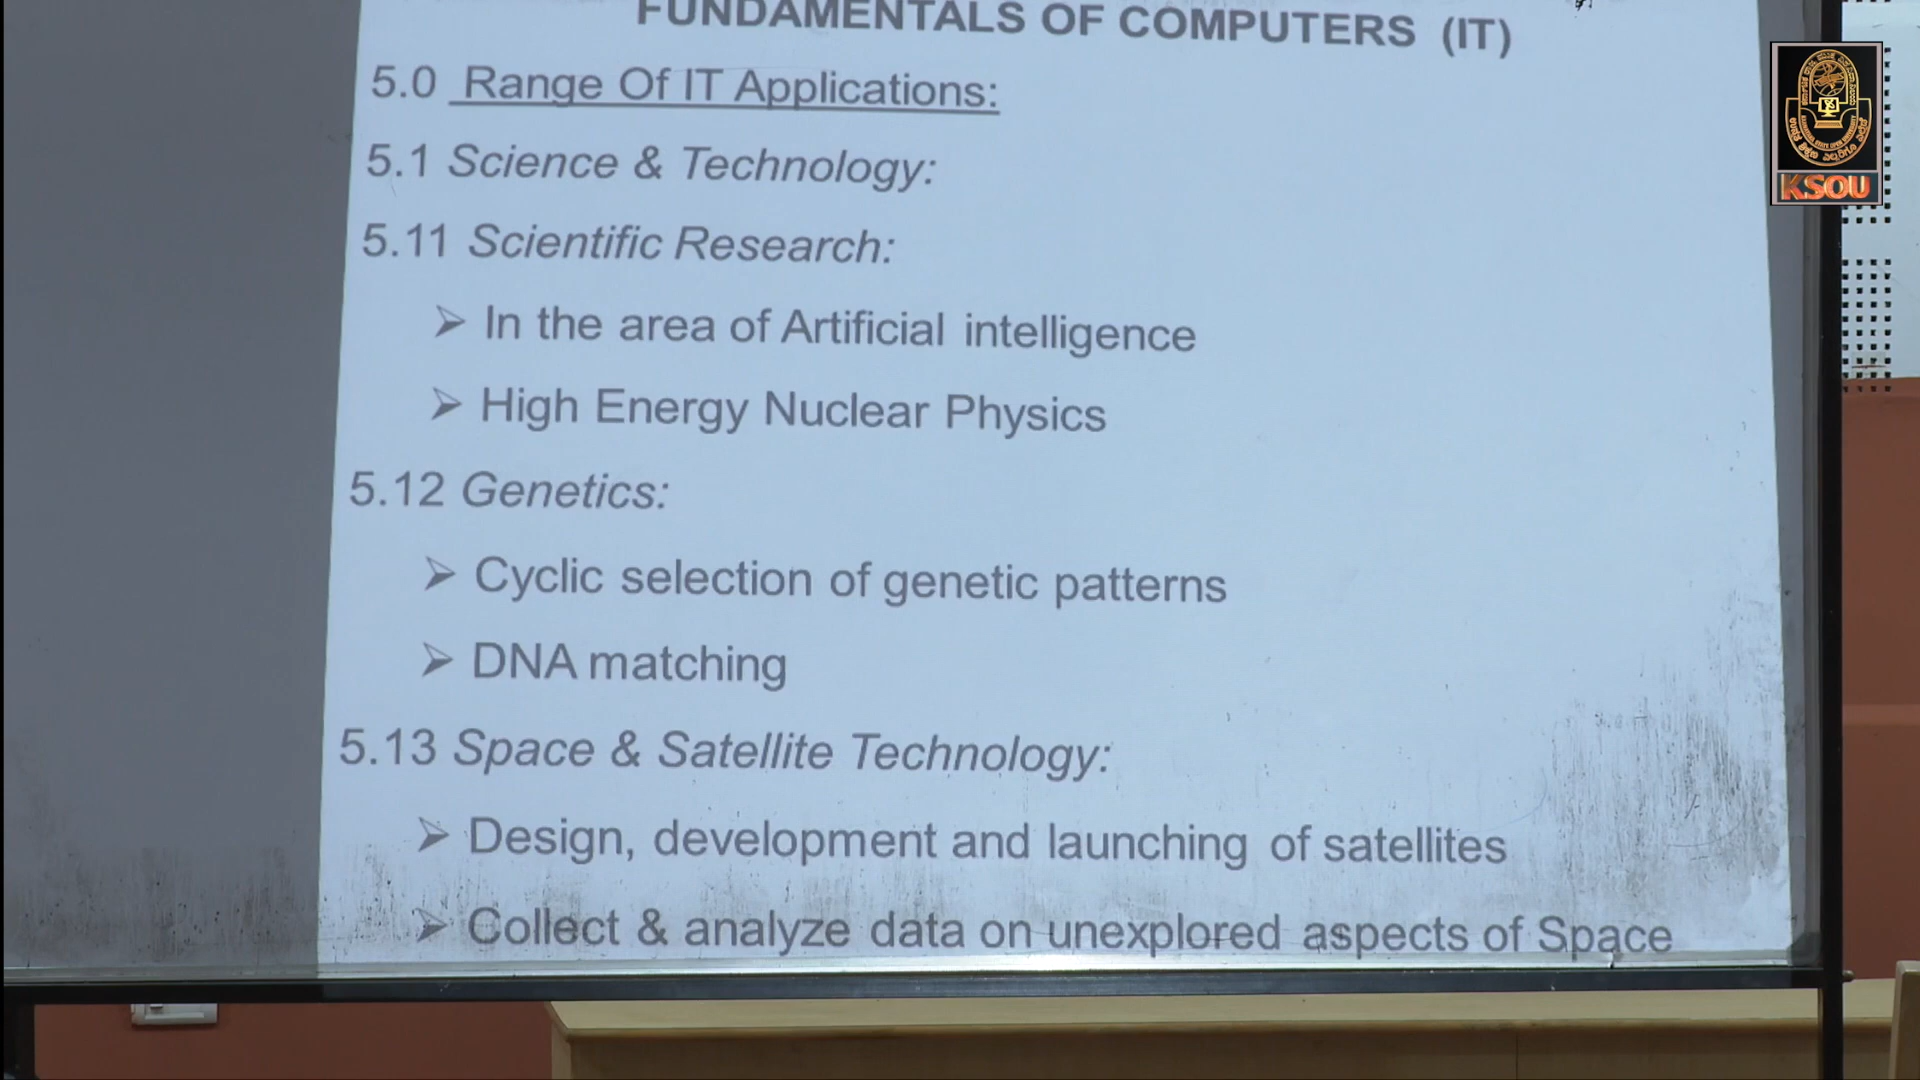 FUNDAMENTALS OF COMPUTERS (IT)
5.0 Range Of IT Applications:
5.1 Science & Technology:
5.11 Scientific Research:
➢ In the area of Artificial intelligence
➢ High Energy Nuclear Physics
5.12 Genetics:
➢ Cyclic selection of genetic patterns
➢ DNA matching
5.13 Space & Satellite Technology:
➢ Design, development and launching of satellites
➢ Collect & analyze data on unexplored aspects of Space
KSOU